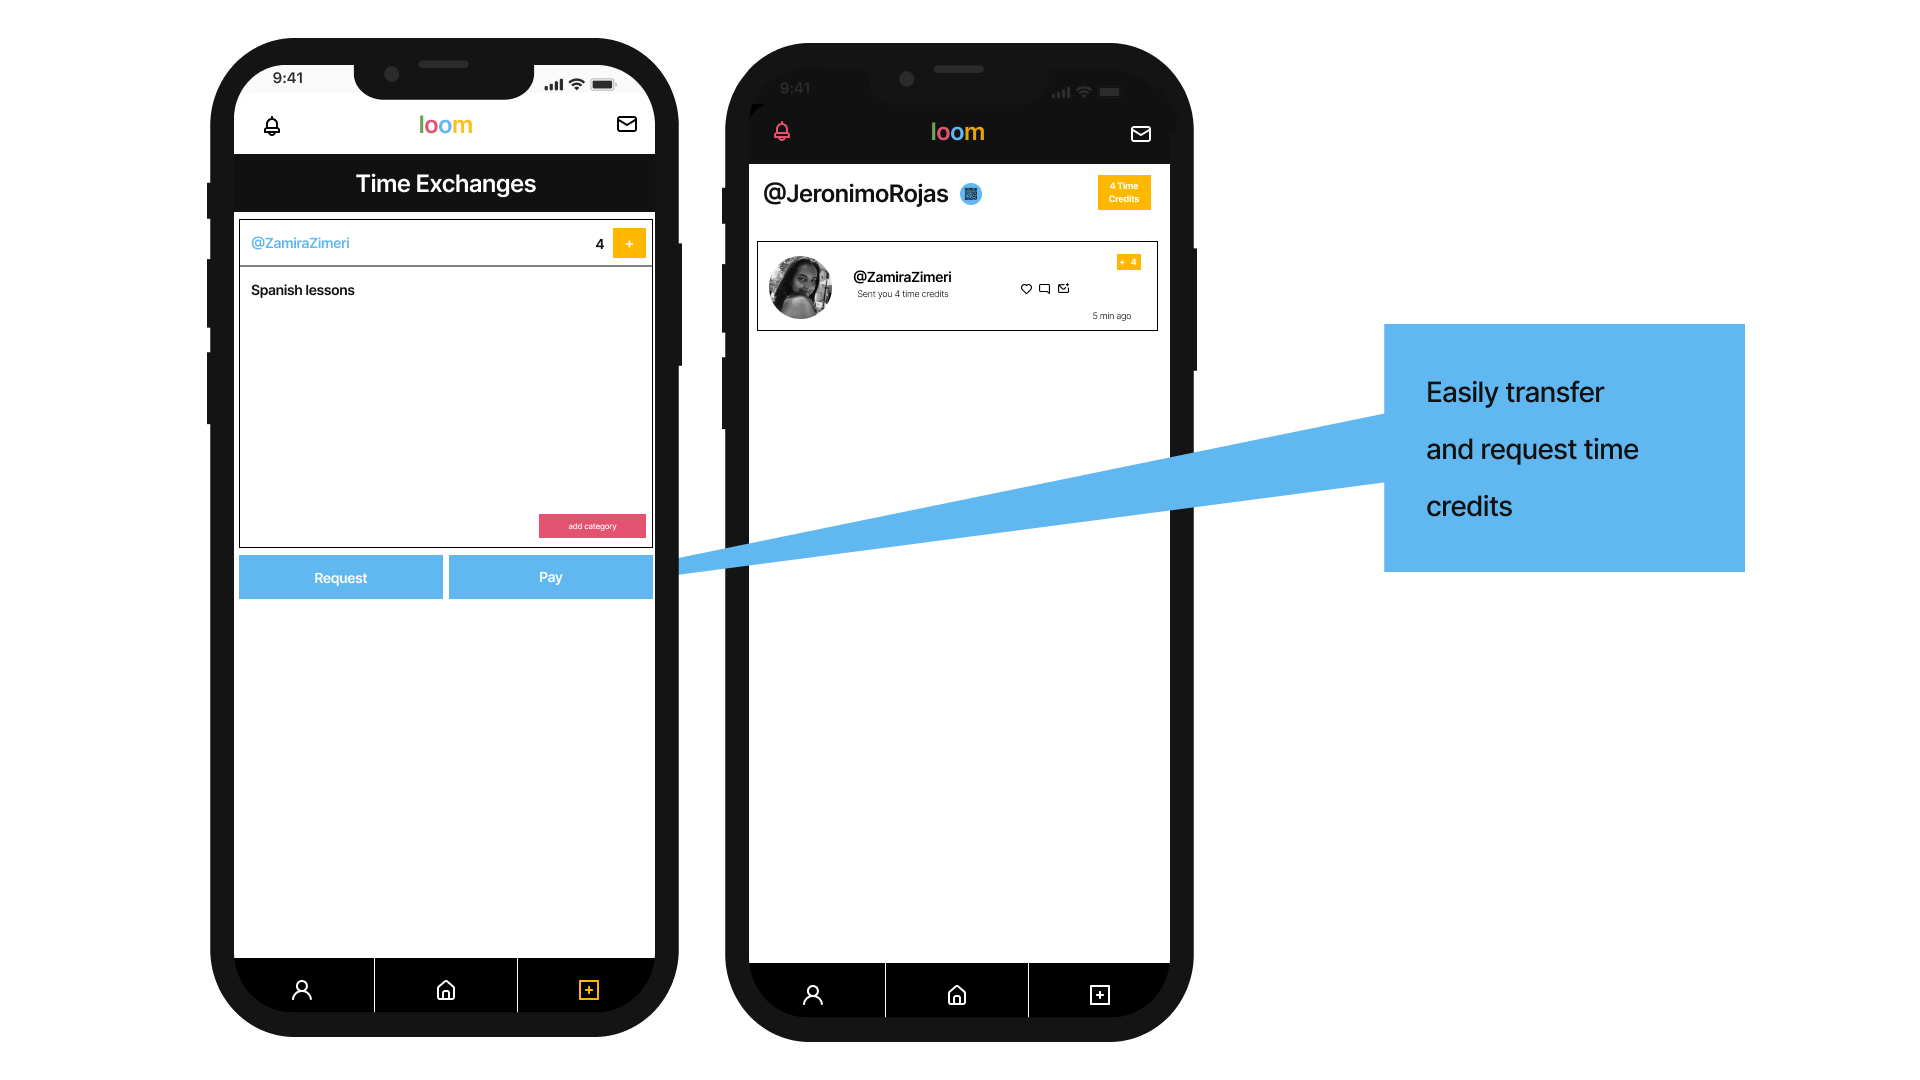 9:41
loom
Time Exchanges
@ZamiraZimeri
4
+
Spanish lessons
add category
Request
Pay
9:41
loom
@JeronimoRojas
4 Time
Credits
@ZamiraZimeri
Sent you 4 time credits
+ 4
5 min ago
Easily transfer
and request time
credits